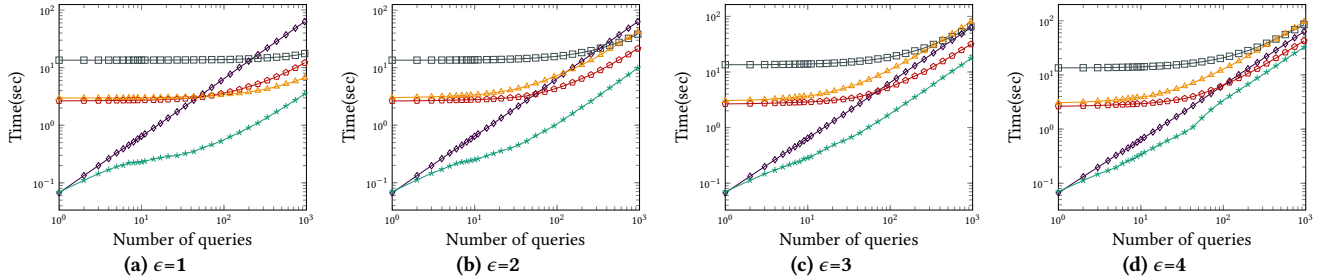 10² 10² 10² 10²
10¹ 10¹ 10¹ 10¹
10⁰ 10⁰ 10⁰ 10⁰
10⁻¹ 10⁻¹ 10⁻¹ 10⁻¹
Time(sec) Time(sec) Time(sec) Time(sec)
10⁰ 10¹ 10² 10³ 10⁰ 10¹ 10² 10³ 10⁰ 10¹ 10² 10³ 10⁰ 10¹ 10² 10³
Number of queries Number of queries Number of queries Number of queries
(a) ϵ=1 (b) ϵ=2 (c) ϵ=3 (d) ϵ=4